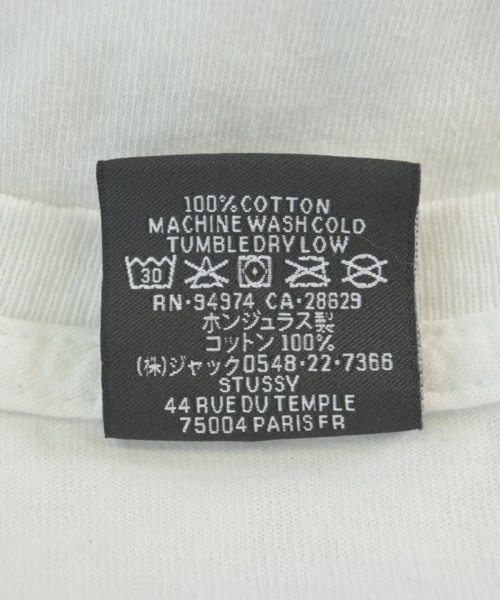 100% COTTON
MACHINE WASH COLD
TUMBLE DRY LOW
30
RN·94974 CA·28629
ホンジュラス製
コットン 100%
(株)ジャック0548·22·7366
STUSSY
44 RUE DU TEMPLE
75004 PARIS FR